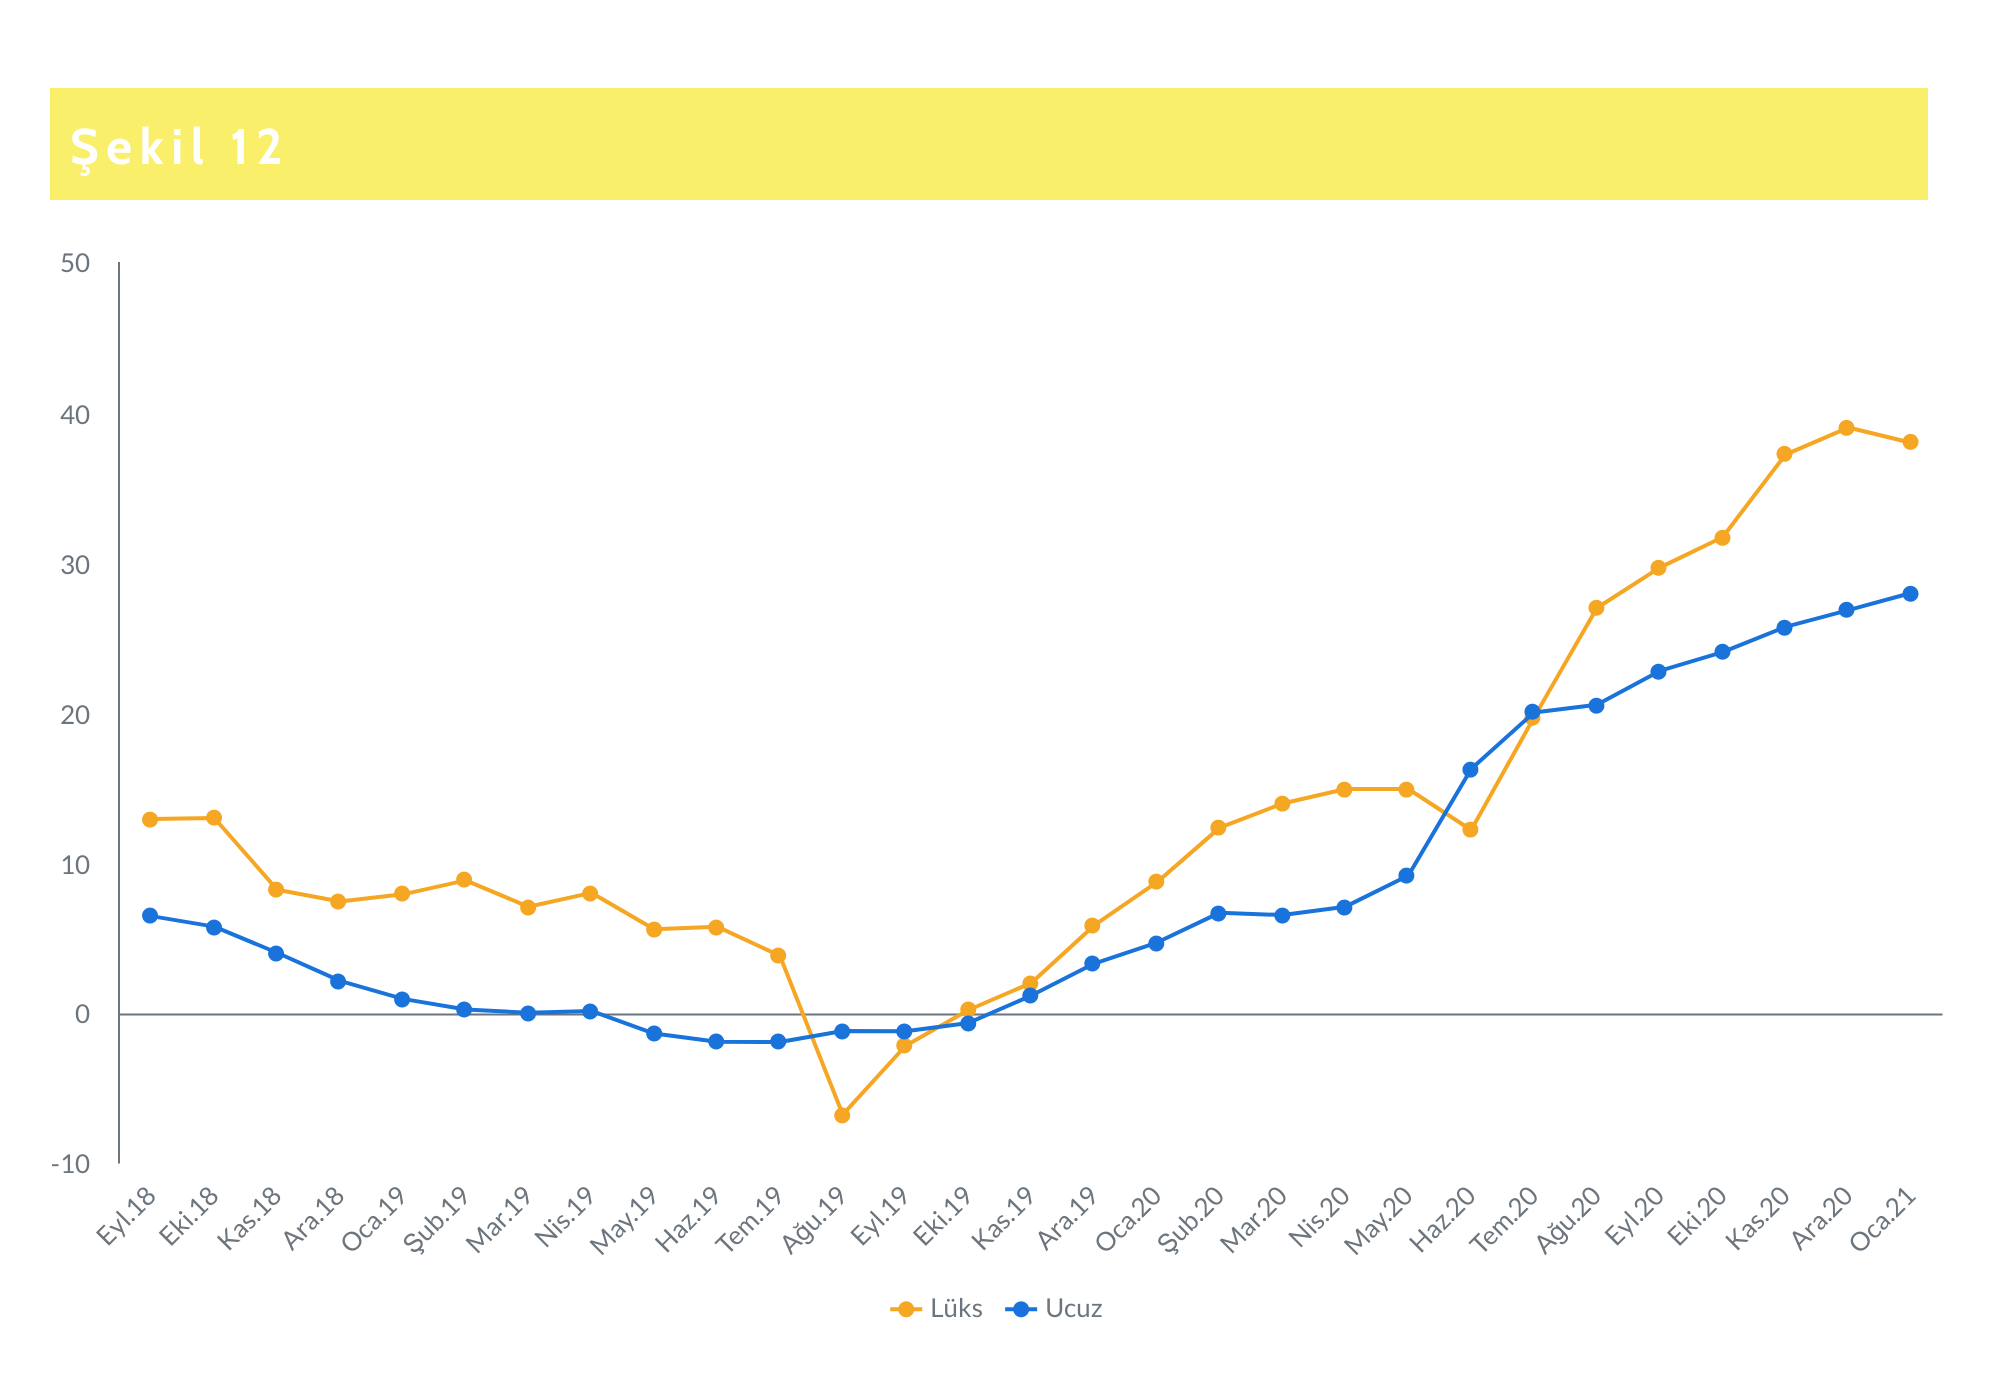 Şekil 12
50
40
30
20
10
0
-10
Eyl.18
Eki.18
Kas.18
Ara.18
Oca.19
Şub.19
Mar.19
Nis.19
May.19
Haz.19
Tem.19
Ağu.19
Eyl.19
Eki.19
Kas.19
Ara.19
Oca.20
Şub.20
Mar.20
Nis.20
May.20
Haz.20
Tem.20
Ağu.20
Eyl.20
Eki.20
Kas.20
Ara.20
Oca.21
Lüks
Ucuz